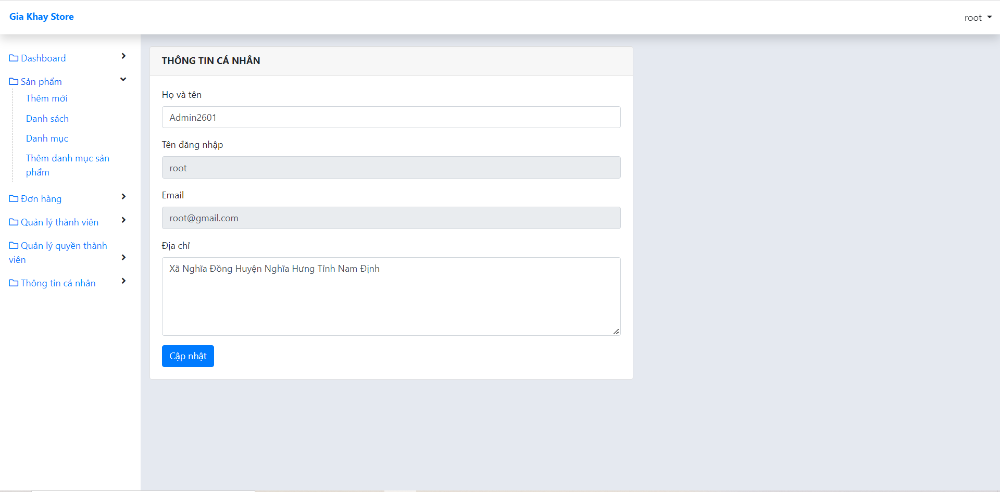 Gia Khay Store
root
Dashboard
Sản phẩm
Thêm mới
Danh sách
Danh mục
Thêm danh mục sản
phẩm
Đơn hàng
Quản lý thành viên
Quản lý quyền thành
viên
Thông tin cá nhân
THÔNG TIN CÁ NHÂN
Họ và tên
Admin2601
Tên đăng nhập
root
Email
root@gmail.com
Địa chỉ
Xã Nghĩa Đồng Huyện Nghĩa Hưng Tỉnh Nam Định
Cập nhật